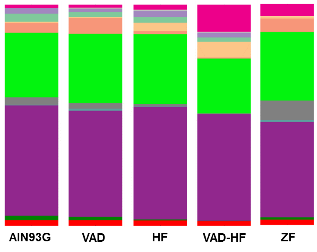 AIN93G VAD HF VAD-HF ZF